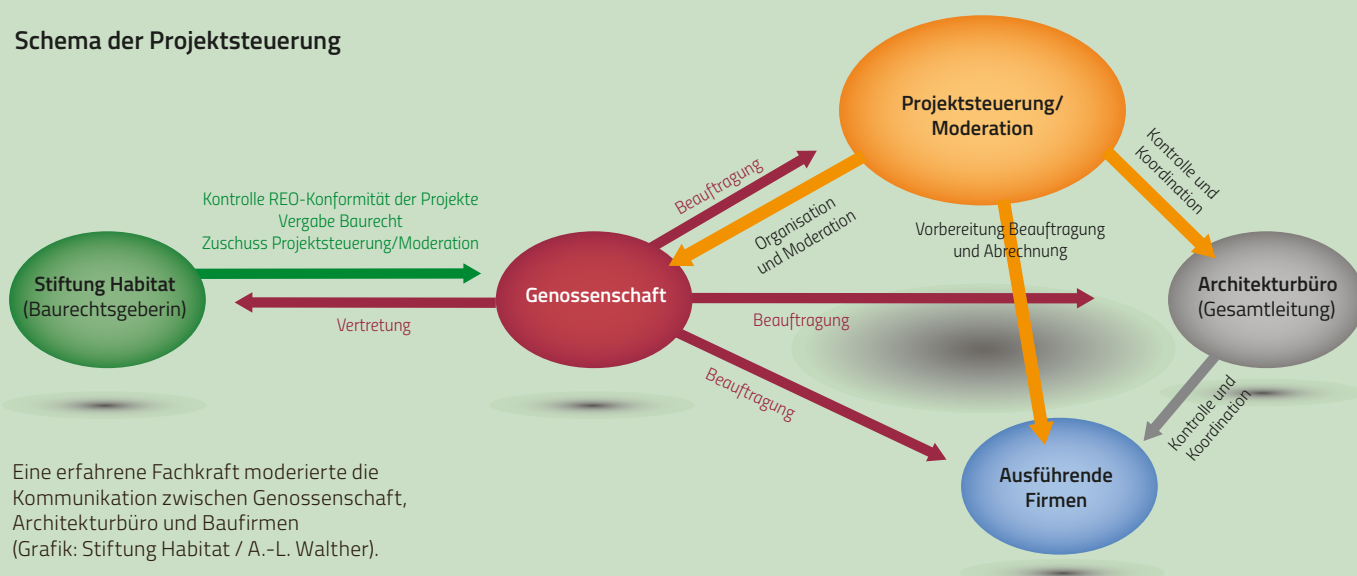 Schema der Projektsteuerung
Projektsteuerung/
Moderation
Kontrolle und
Koordination
Beauftragung
Organisation
und Moderation
Kontrolle REO-Konformität der Projekte
Vergabe Baurecht
Zuschuss Projektsteuerung/Moderation
Vorbereitung Beauftragung
und Abrechnung
Stiftung Habitat
(Baurechtsgeberin)
Genossenschaft
Architekturbüro
(Gesamtleitung)
Vertretung
Beauftragung
Beauftragung
Kontrolle und
Koordination
Ausführende
Firmen
Eine erfahrene Fachkraft moderierte die
Kommunikation zwischen Genossenschaft,
Architekturbüro und Baufirmen
(Grafik: Stiftung Habitat / A.-L. Walther).